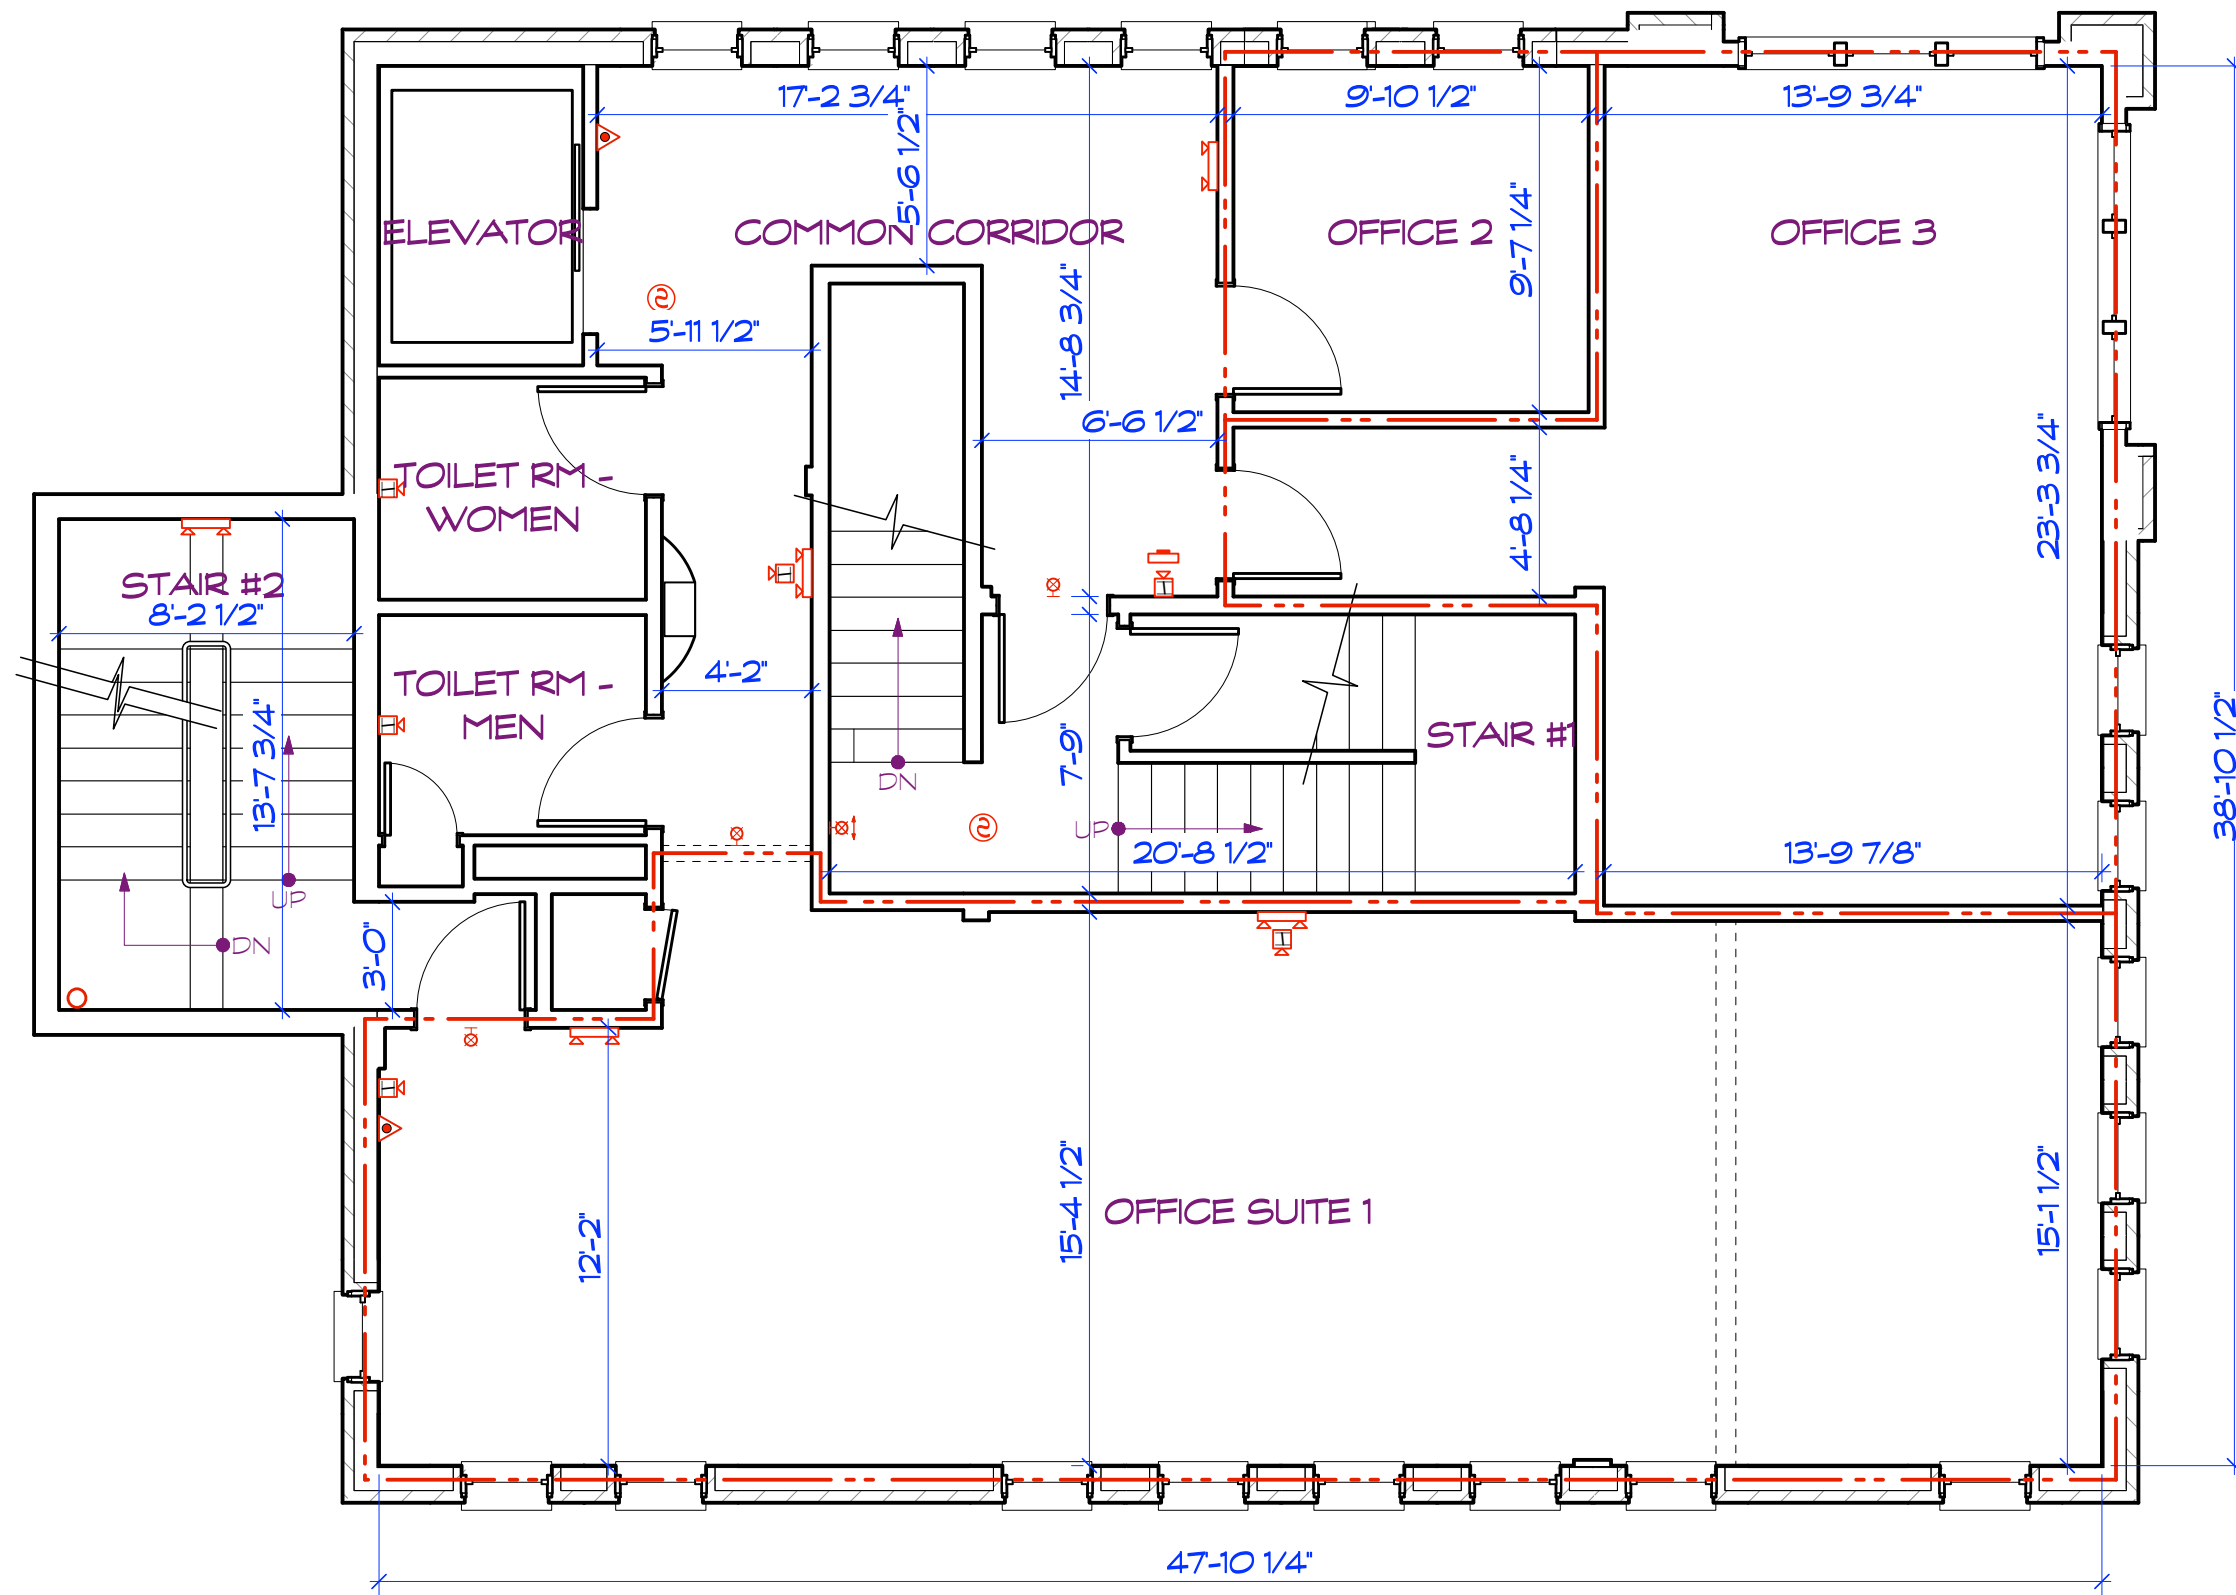 17'-2 3/4"
9'-10 1/2"
13'-9 3/4"
5'-6 1/2"
ELEVATOR
COMMON CORRIDOR
OFFICE 2
9'-7 1/4"
OFFICE 3
@
5'-11 1/2"
14'-8 3/4"
6'-6 1/2"
TOILET RM -
WOMEN
4'-8 1/4"
23'-3 3/4"
STAIR #2
8'-2 1/2"
TOILET RM -
MEN
4'-2"
13'-7 3/4"
7'-9"
STAIR #1
38'-10 1/2"
DN
@
UP
20'-8 1/2"
13'-9 7/8"
UP
DN
3'-0"
12'-2"
15'-4 1/2"
OFFICE SUITE 1
15'-1 1/2"
47'-10 1/4"